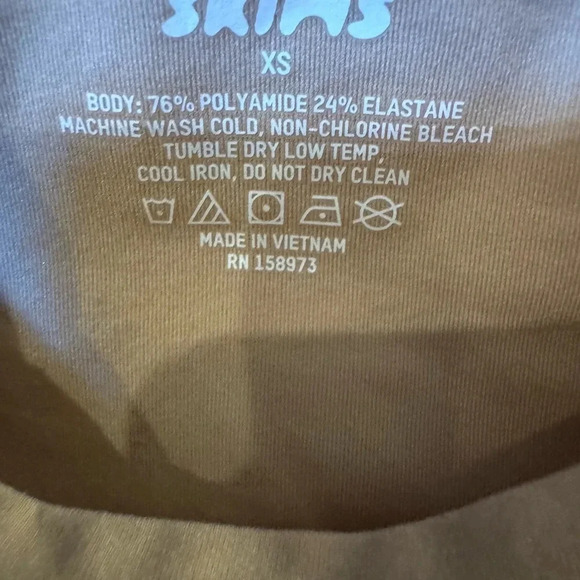 SKIMS
XS
BODY: 76% POLYAMIDE 24% ELASTANE
MACHINE WASH COLD, NON-CHLORINE BLEACH
TUMBLE DRY LOW TEMP,
COOL IRON, DO NOT DRY CLEAN
MADE IN VIETNAM
RN 158973